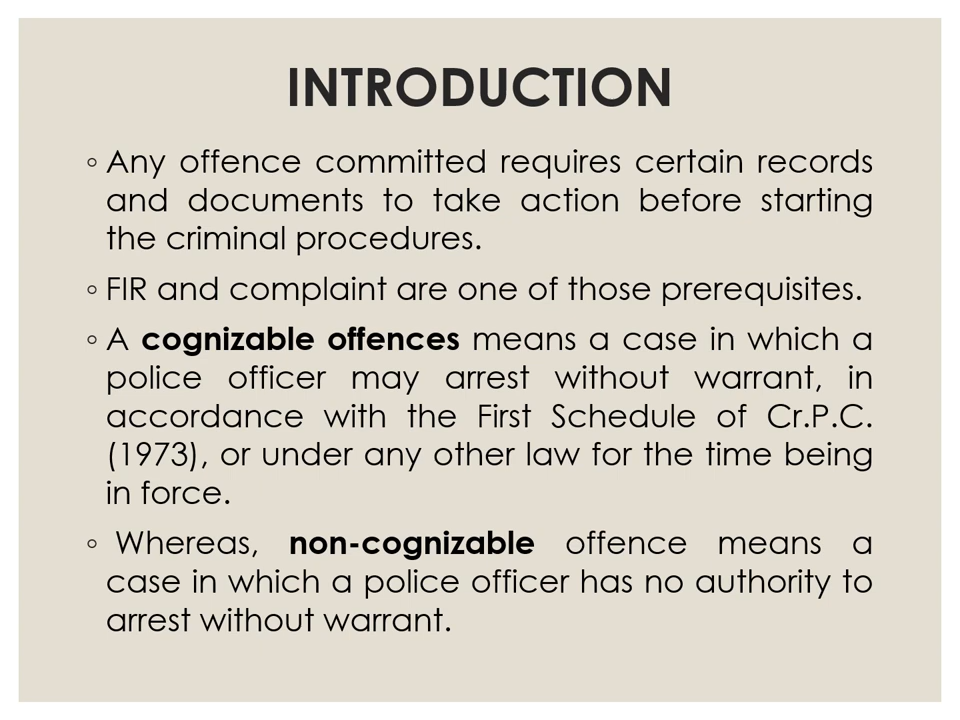 INTRODUCTION
◦ Any offence committed requires certain records
and documents to take action before starting
the criminal procedures.
◦ FIR and complaint are one of those prerequisites.
◦ A cognizable offences means a case in which a
police officer may arrest without warrant, in
accordance with the First Schedule of Cr.P.C.
(1973), or under any other law for the time being
in force.
◦ Whereas, non-cognizable offence means a
case in which a police officer has no authority to
arrest without warrant.